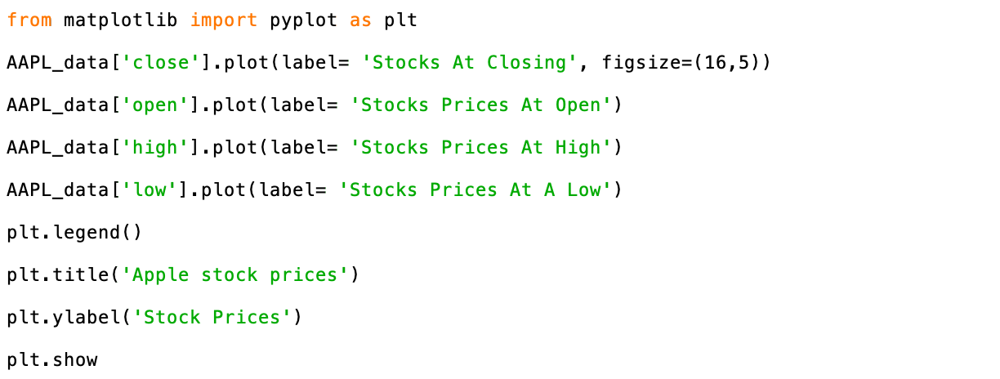 from matplotlib import pyplot as plt
AAPL_data['close'].plot(label= 'Stocks At Closing', figsize=(16,5))
AAPL_data['open'].plot(label= 'Stocks Prices At Open')
AAPL_data['high'].plot(label= 'Stocks Prices At High')
AAPL_data['low'].plot(label= 'Stocks Prices At A Low')
plt.legend()
plt.title('Apple stock prices')
plt.ylabel('Stock Prices')
plt.show